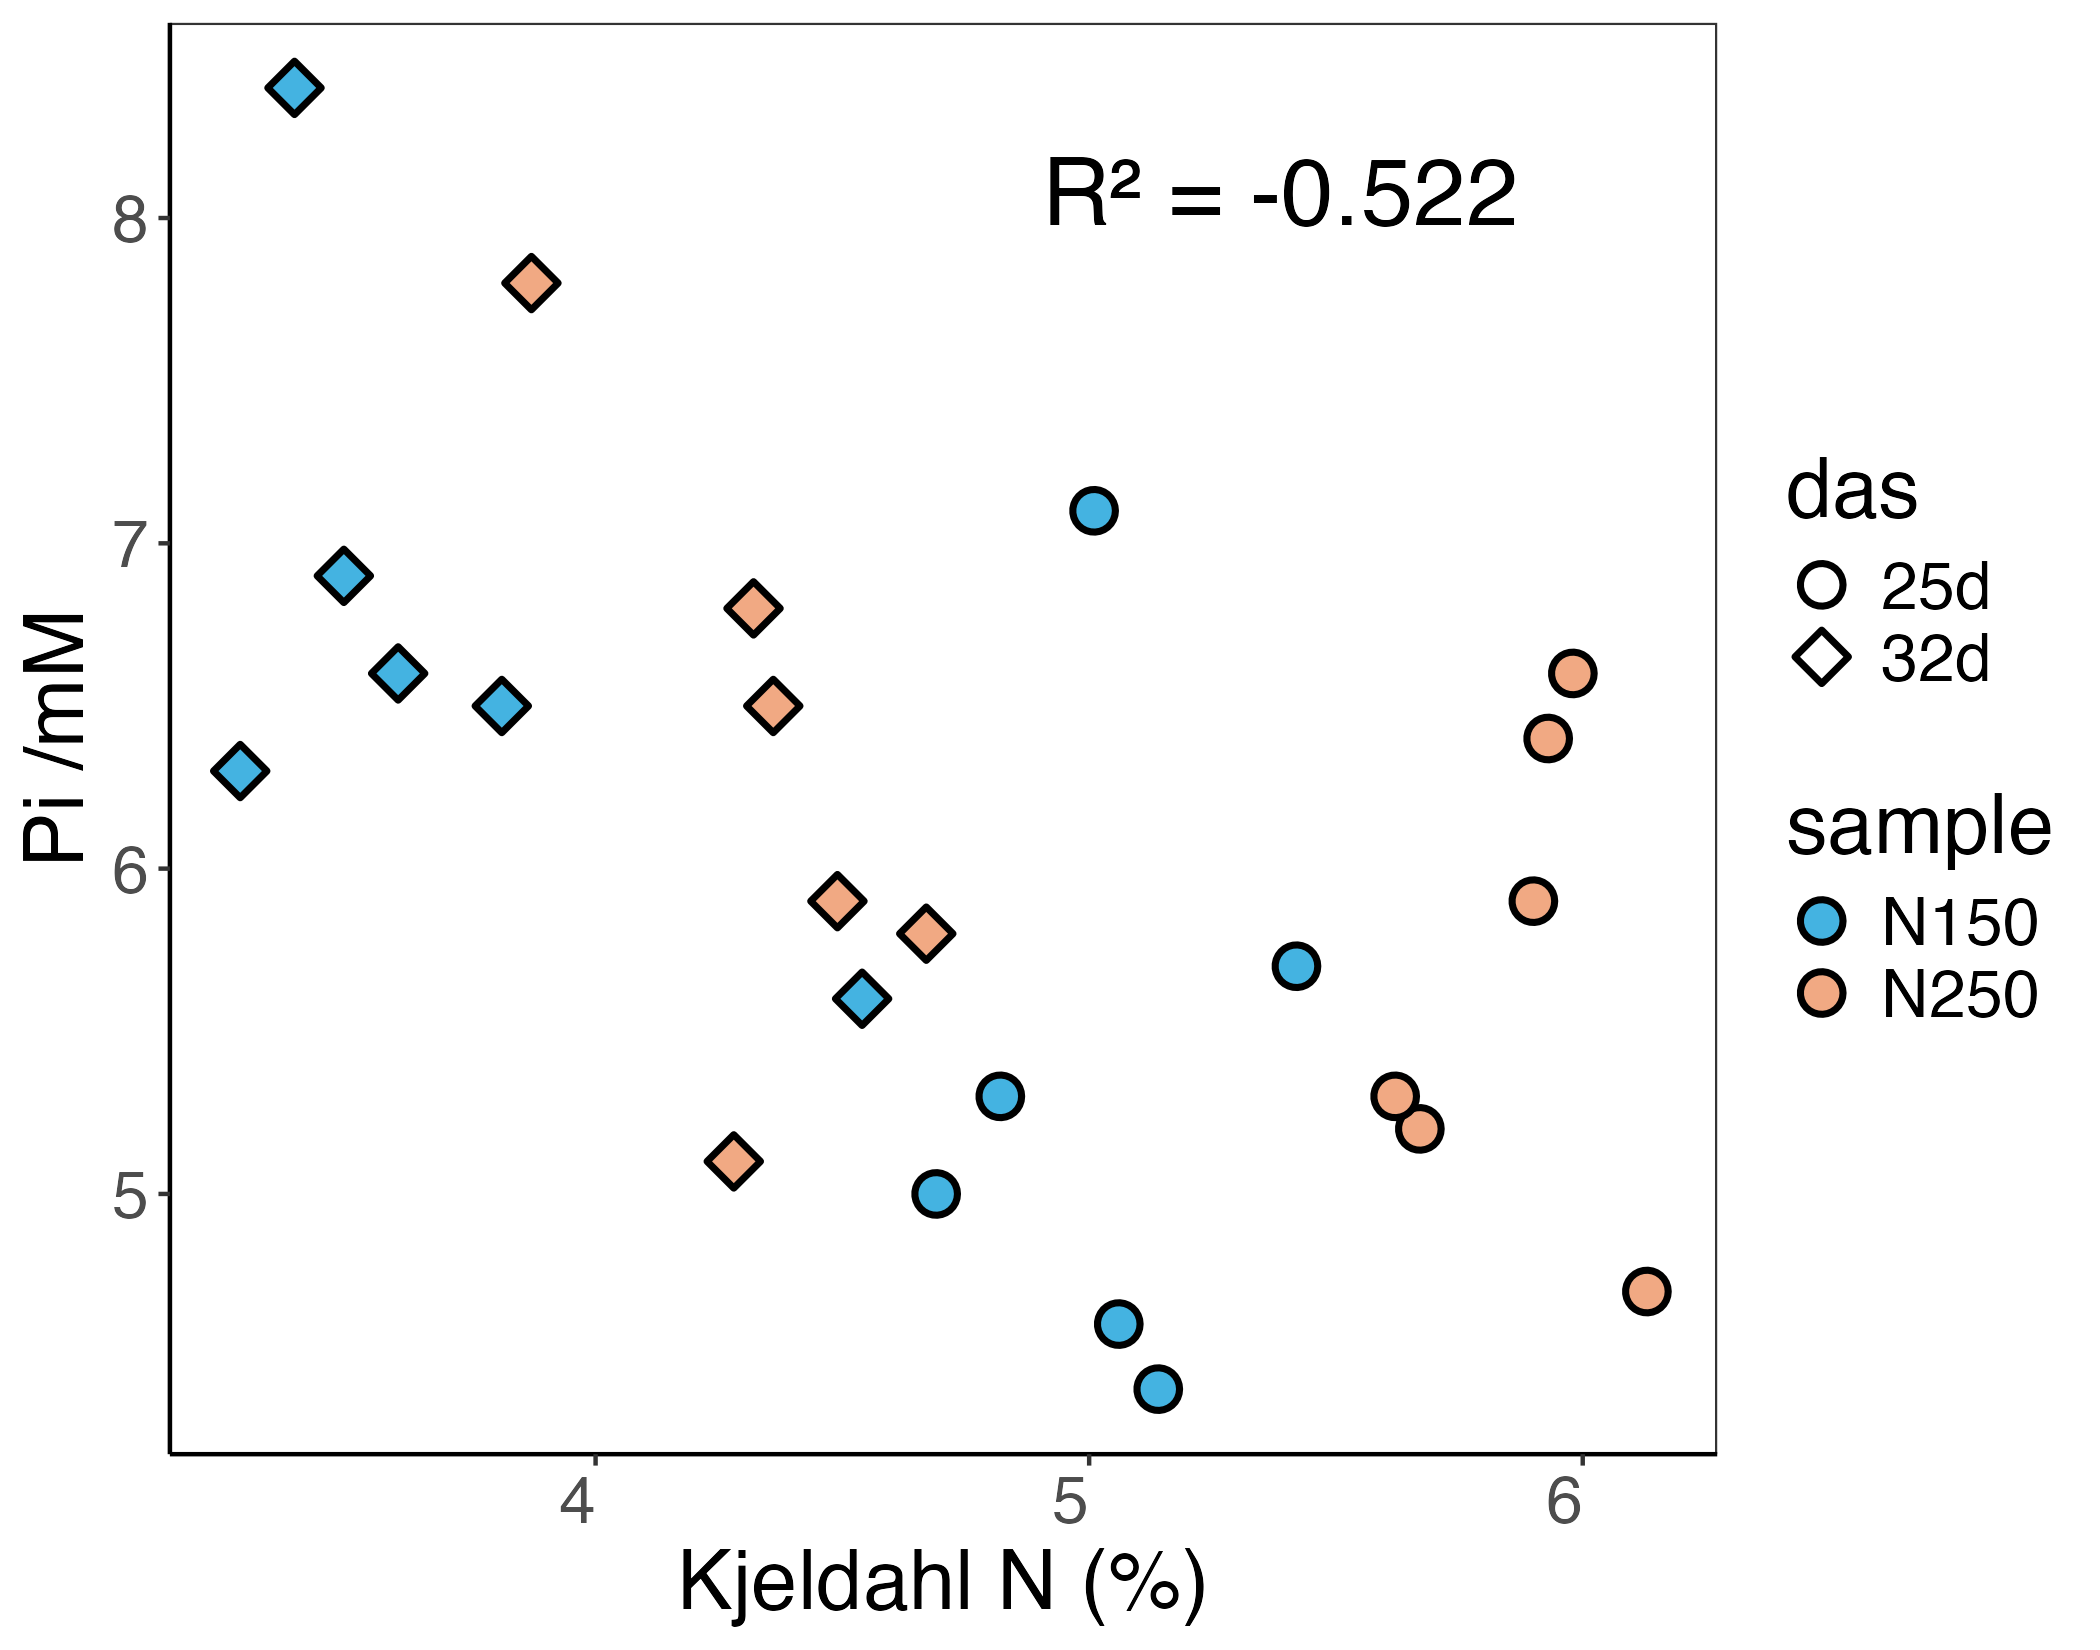 R² = -0.522
8
7
6
5
Pi /mM
4 5 6
Kjeldahl N (%)
das
25d
32d
sample
N150
N250